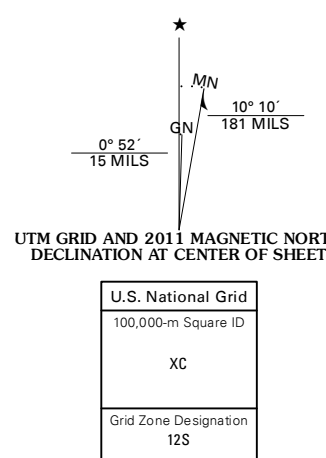 ★
MN
GN
10° 10´
181 MILS
0° 52´
15 MILS
UTM GRID AND 2011 MAGNETIC NORT
DECLINATION AT CENTER OF SHEET
U.S. National Grid
100,000-m Square ID
XC
Grid Zone Designation
12S